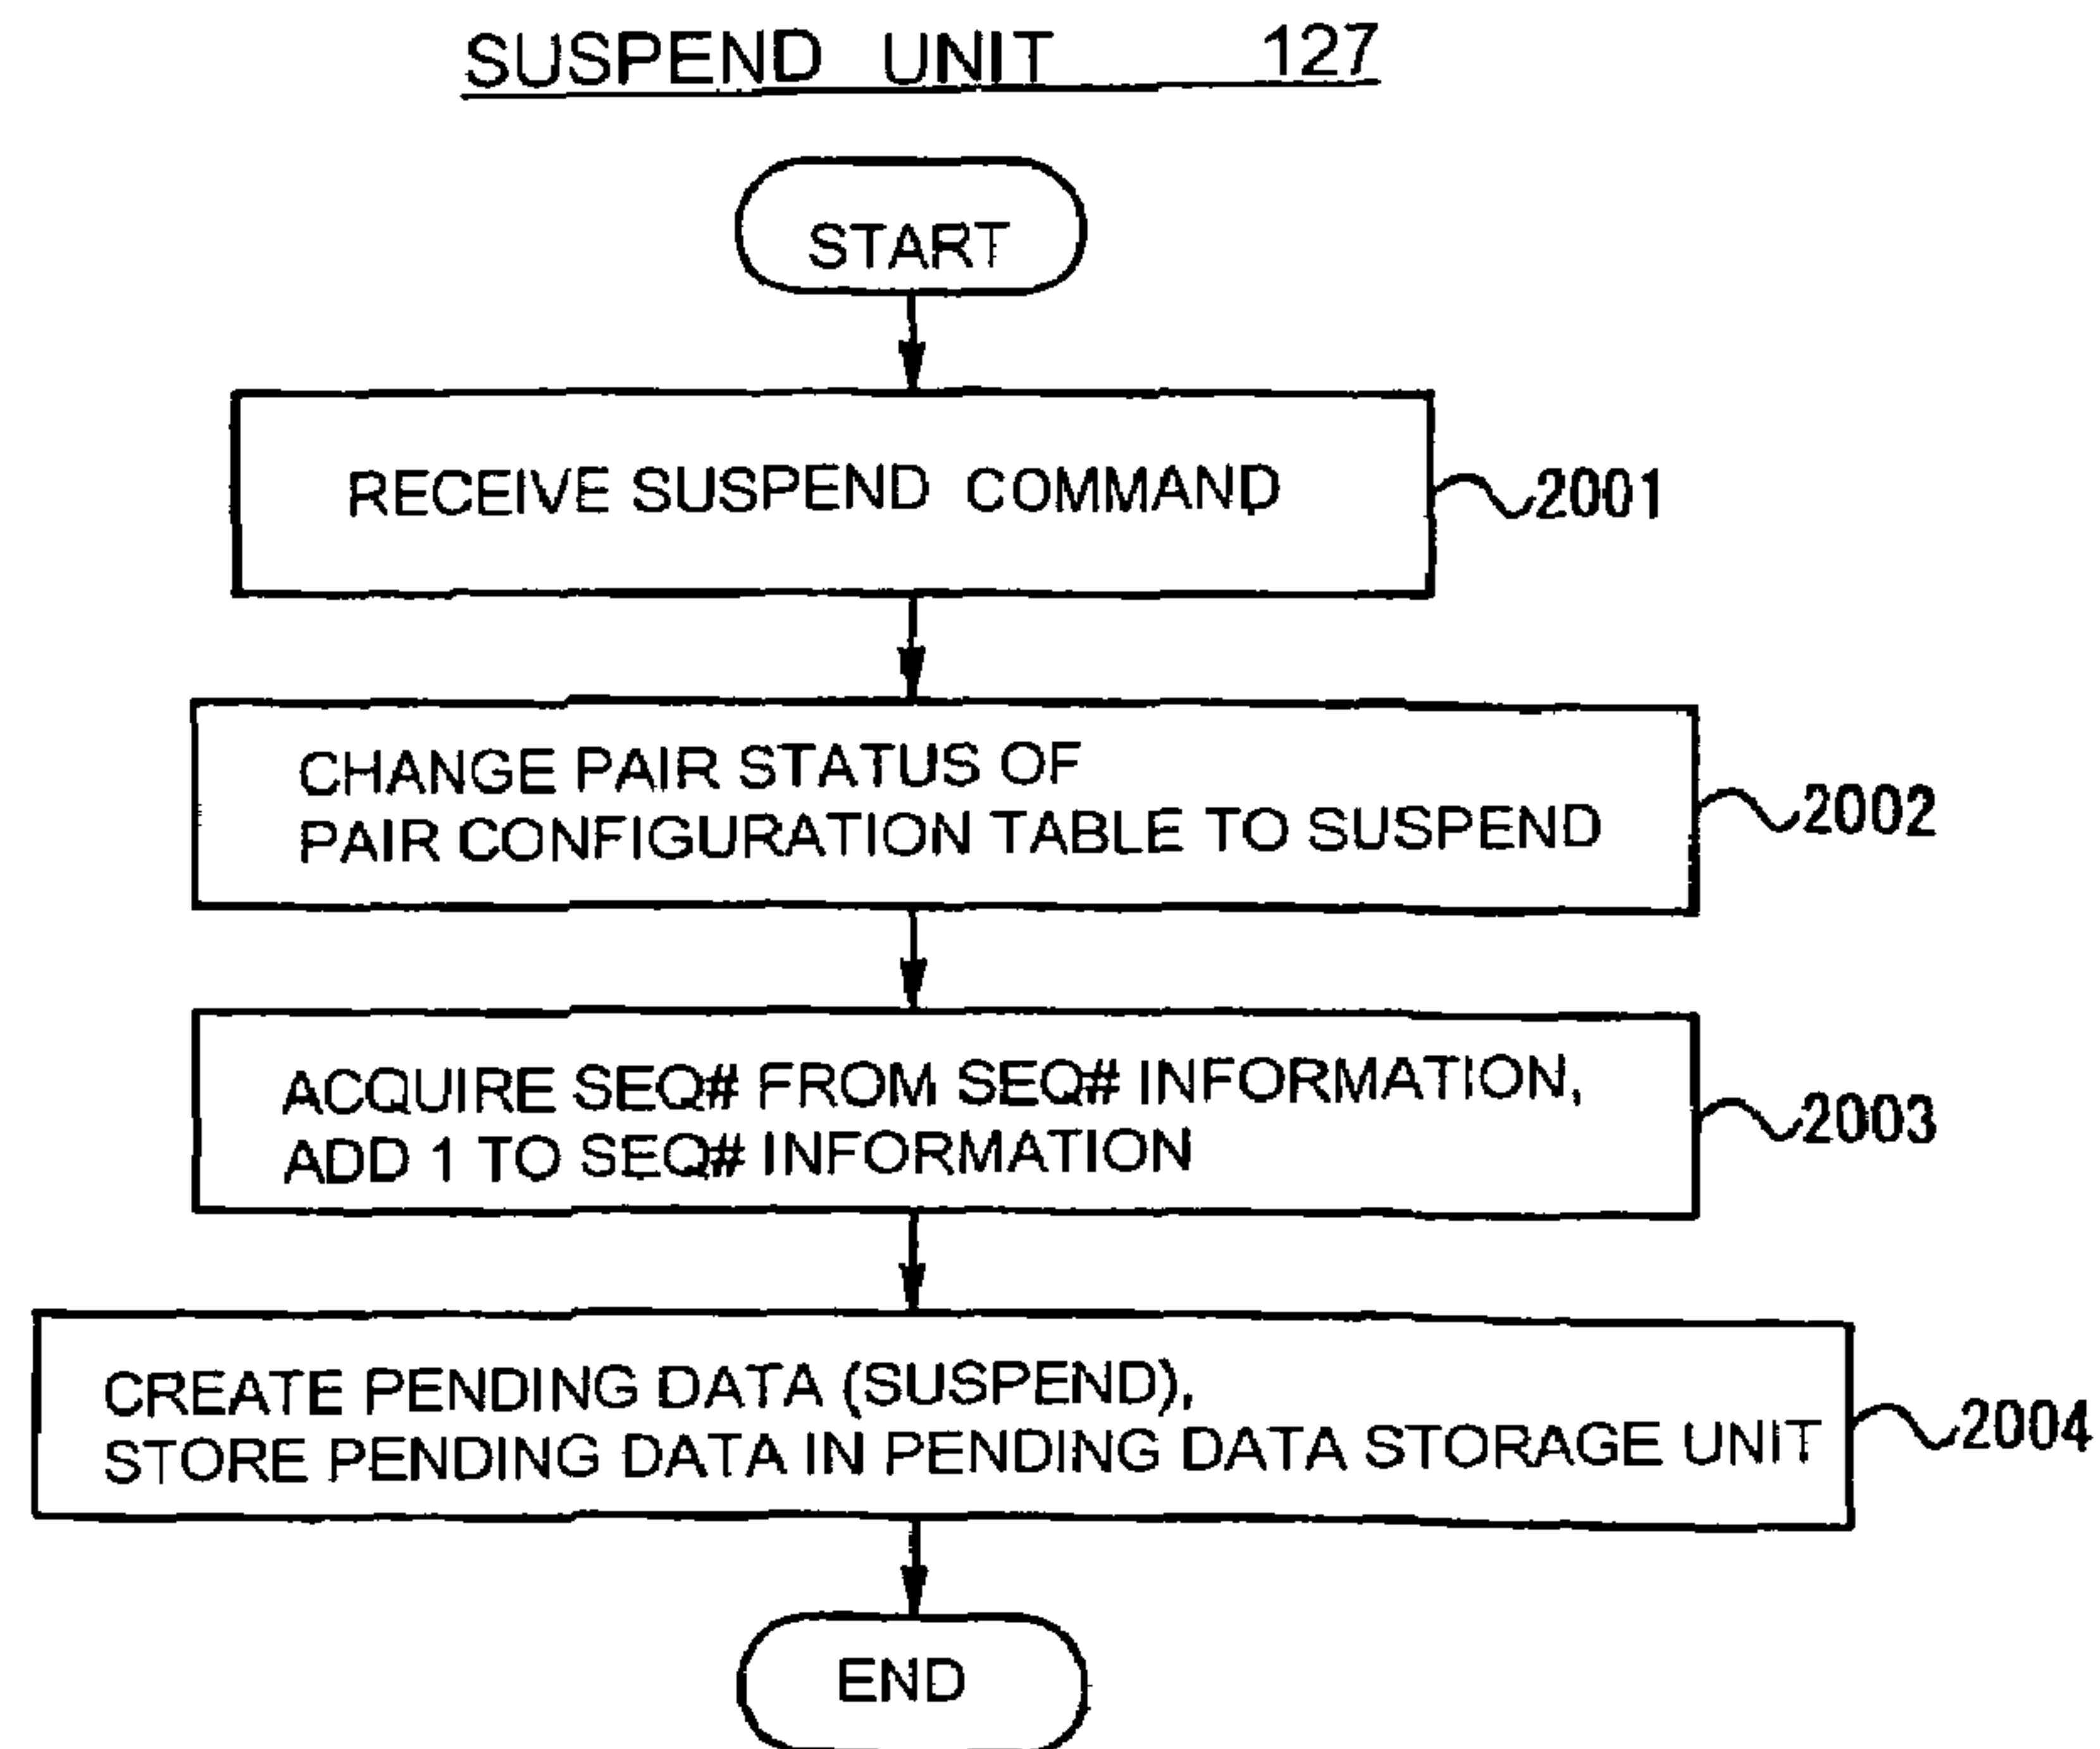 SUSPEND UNIT 127
START
RECEIVE SUSPEND COMMAND
2001
CHANGE PAIR STATUS OF
PAIR CONFIGURATION TABLE TO SUSPEND
2002
ACQUIRE SEQ# FROM SEQ# INFORMATION,
ADD 1 TO SEQ# INFORMATION
2003
CREATE PENDING DATA (SUSPEND),
STORE PENDING DATA IN PENDING DATA STORAGE UNIT
2004
END